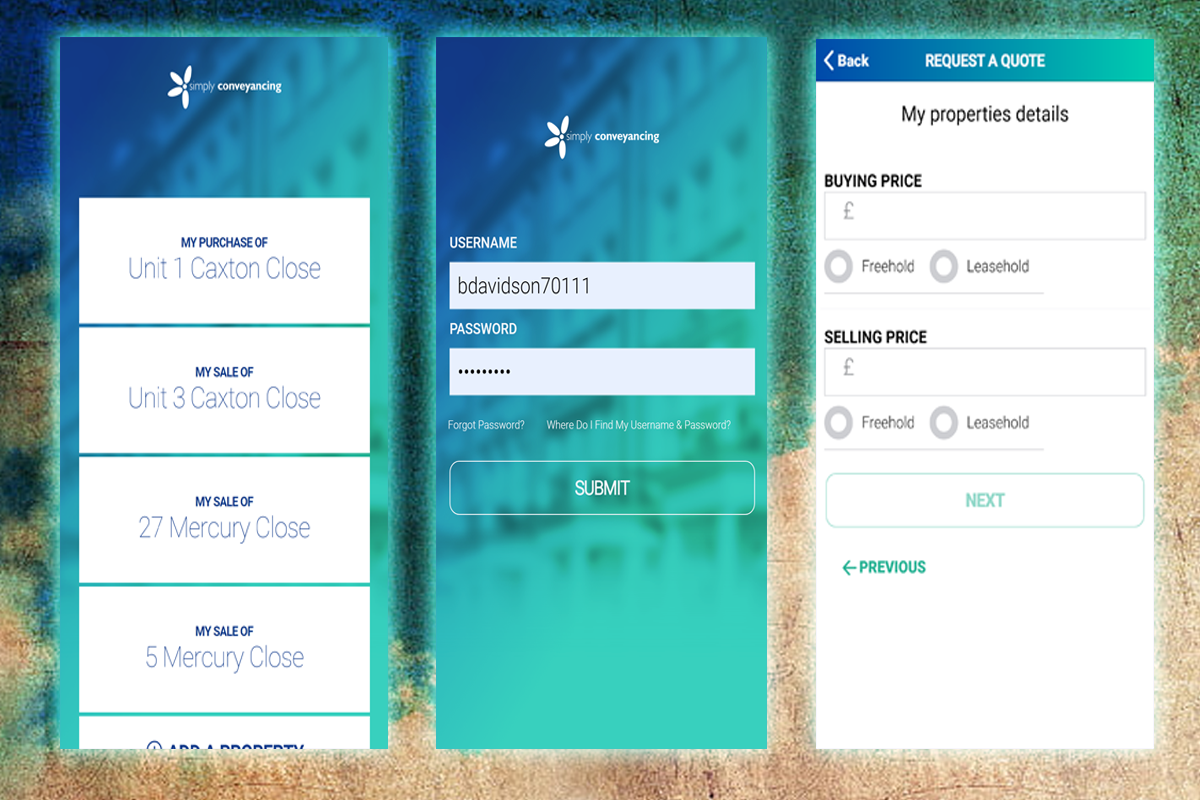 simply conveyancing
MY PURCHASE OF
Unit 1 Caxton Close
MY SALE OF
Unit 3 Caxton Close
MY SALE OF
27 Mercury Close
MY SALE OF
5 Mercury Close
ADD A PROPERTY
simply conveyancing
USERNAME
bdavidson70111
PASSWORD
•••••••••
Forgot Password? Where Do I Find My Username & Password?
SUBMIT
Back REQUEST A QUOTE
My properties details
BUYING PRICE
£
Freehold Leasehold
SELLING PRICE
£
Freehold Leasehold
NEXT
←PREVIOUS